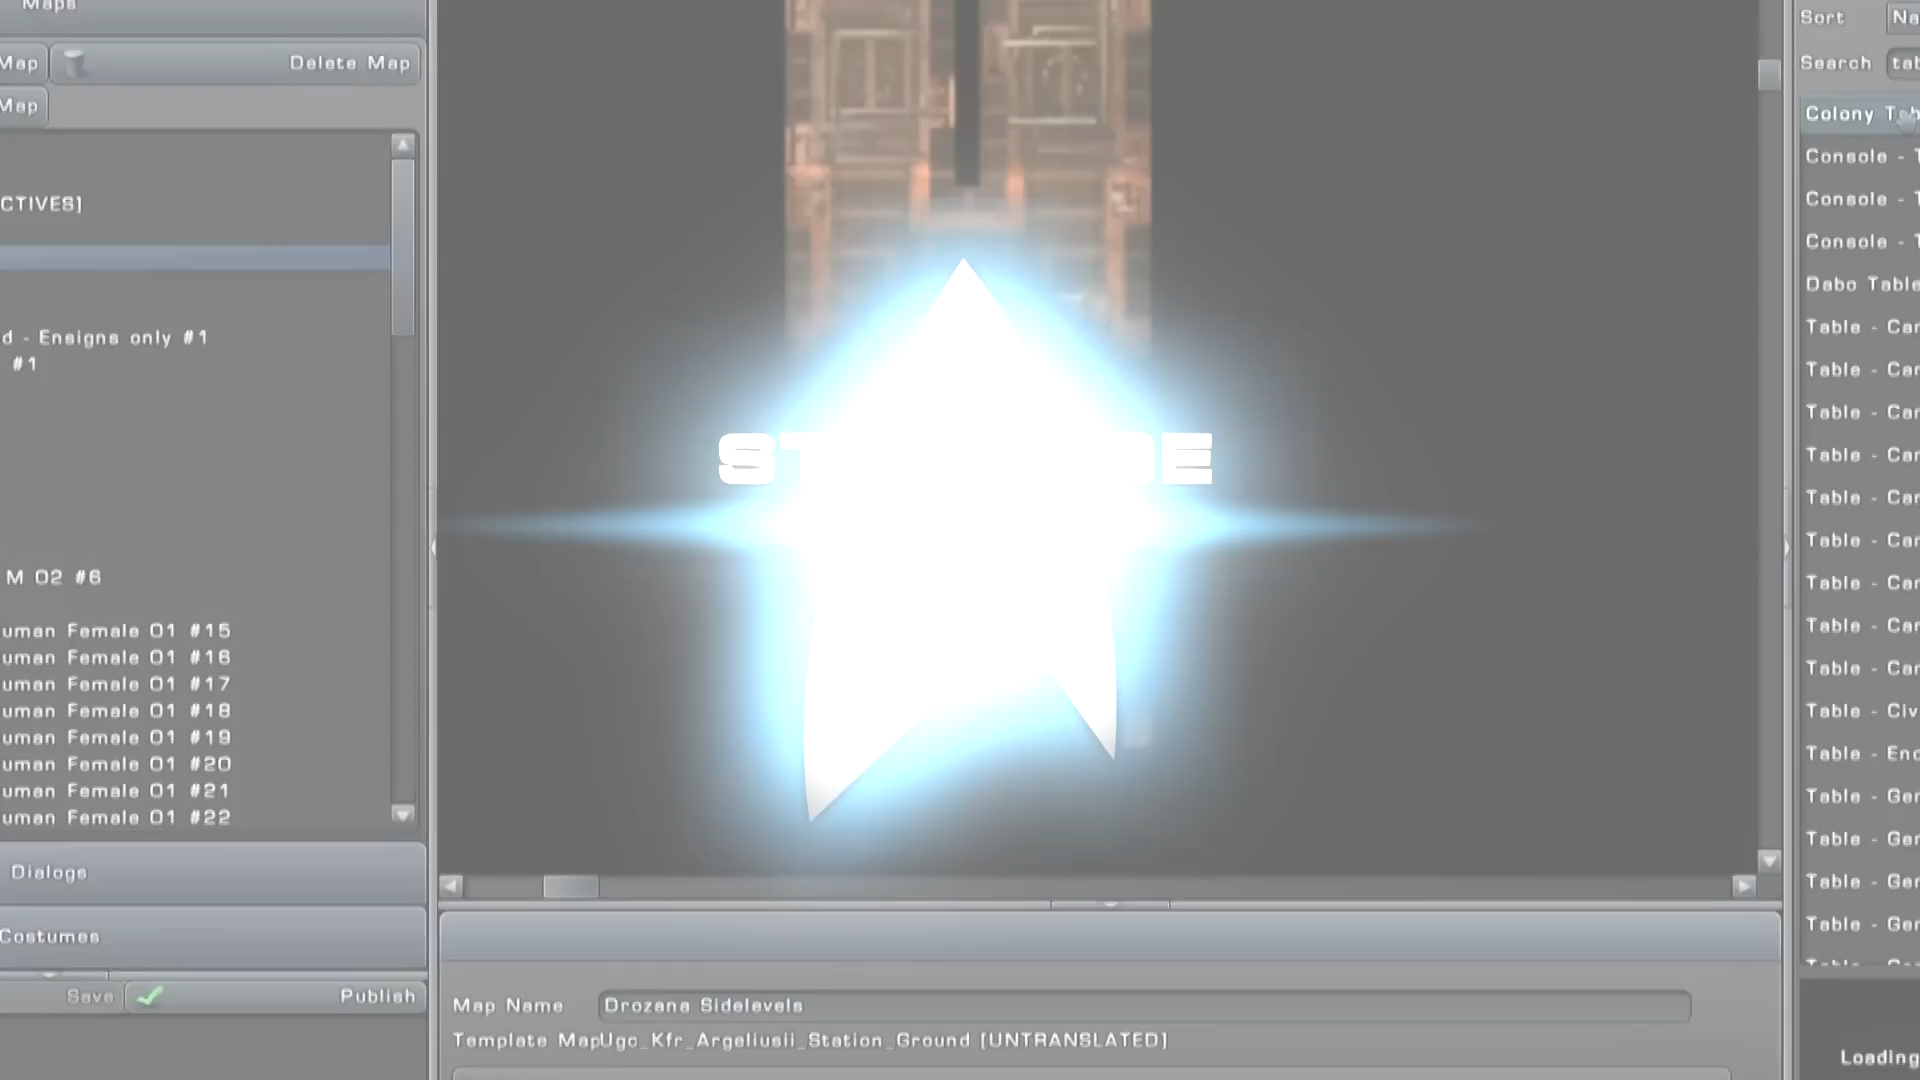 Maps
Map
Delete Map
Map
CTIVES]
d - Ensigns only #1
#1
M 02 #6
uman Female 01 #15
uman Female 01 #16
uman Female 01 #17
uman Female 01 #18
uman Female 01 #19
uman Female 01 #20
uman Female 01 #21
uman Female 01 #22
Dialogs
Costumes
Save
Publish
Map Name
Drozana Sidelevels
Template MapUgc_Kfr_Argeliusii_Station_Ground [UNTRANSLATED]
Sort
Na
Search
tab
Colony Tab
Console - T
Console - T
Console - T
Dabo Table
Table - Car
Table - Car
Table - Car
Table - Car
Table - Car
Table - Car
Table - Car
Table - Car
Table - Car
Table - Civ
Table - Enc
Table - Ger
Table - Ger
Table - Ger
Table - Ger
Loading